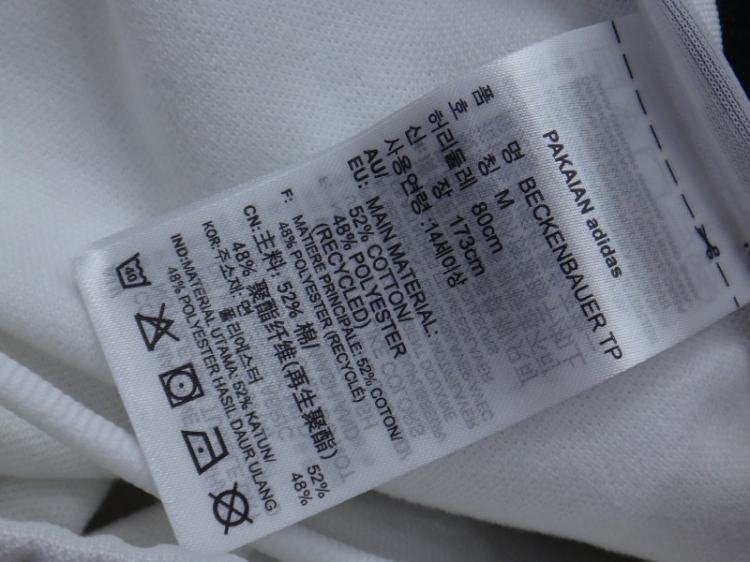 PAKAIAN adidas
품 명 BECKENBAUER TP
호 칭 M
허리둘레 80cm
신 장 173cm
사용연령 :14세이상
AU/
EU: MAIN MATERIAL:
52% COTTON/
48% POLYESTER
(RECYCLED)
F: MATIERE PRINCIPALE: 52% COTON/
48% POLYESTER (RECYCLE)
CN: 主料: 52% 棉/
48% 聚酯纤维(再生聚酯)
KOR: 주소재: 면 52%
폴리에스터 48%
IND: MATERIAL UTAMA: 52% KATUN/
48% POLYESTER HASIL DAUR ULANG
40